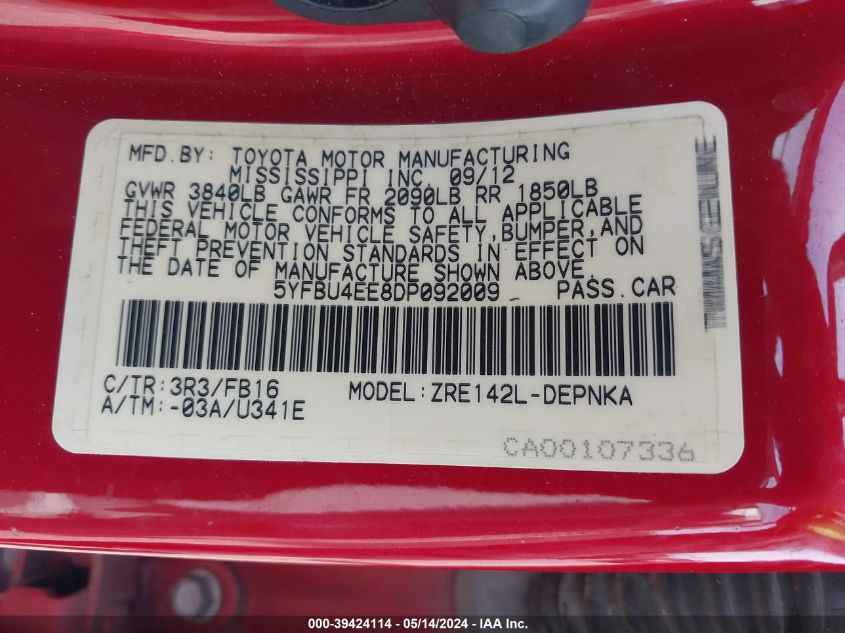 MFD.BY: TOYOTA MOTOR MANUFACTURING
MISSISSIPPI INC. 09/12
GVWR 3840LB GAWR FR 2090LB RR 1850LB
THIS VEHICLE CONFORMS TO ALL APPLICABLE
FEDERAL MOTOR VEHICLE SAFETY,BUMPER,AND
THEFT PREVENTION STANDARDS IN EFFECT ON
THE DATE OF MANUFACTURE SHOWN ABOVE.
5YFBU4EE8DP092009 PASS.CAR
C/TR:3R3/FB16 MODEL:ZRE142L-DEPNKA
A/TM:-03A/U341E
CA00107336
000-39424114 - 05/14/2024 - IAA Inc.